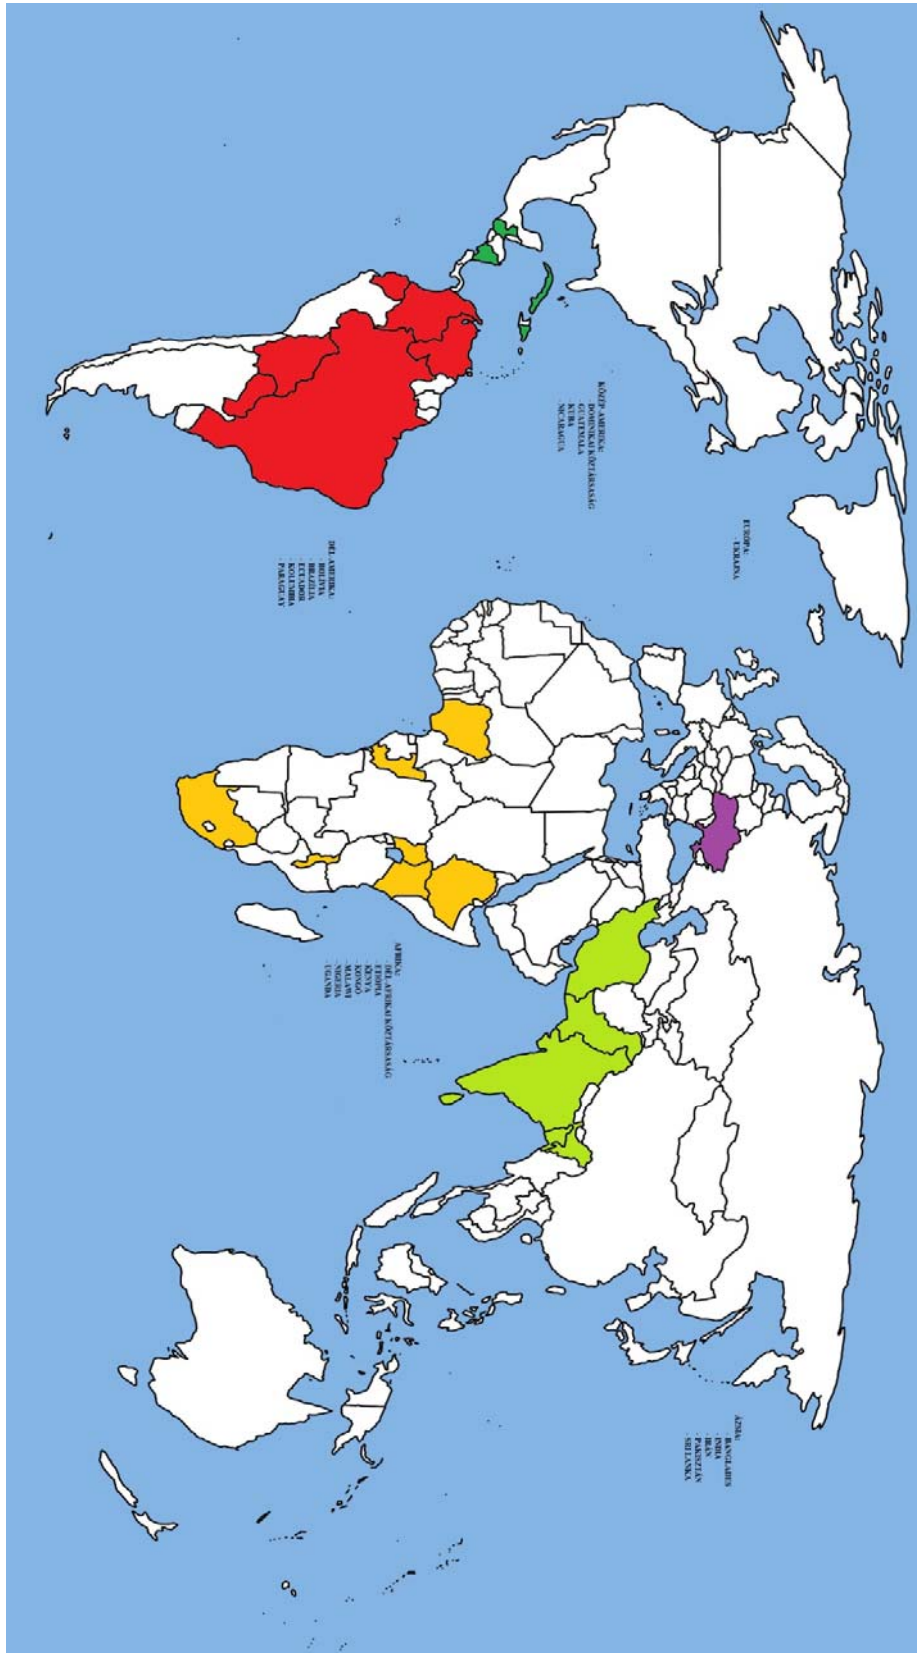 KÖZÉP-AMERIKA:
- DOMINIKAI KÖZTÁRSASÁG
- GUATEMALA
- KUBA
- NICARAGUA
EURÓPA:
- UKRAJNA
DÉL-AMERIKA:
- BOLÍVIA
- BRAZÍLIA
- ECUADOR
- KOLUMBIA
- PARAGUAY
AFRIKA:
- DÉL-AFRIKAI KÖZTÁRSASÁG
- ETIÓPIA
- KENYA
- KONGÓ
- MALAWI
- NIGÉRIA
- UGANDA
ÁZSIA:
- BANGLADES
- INDIA
- IRÁN
- PAKISZTÁN
- SRI LANKA